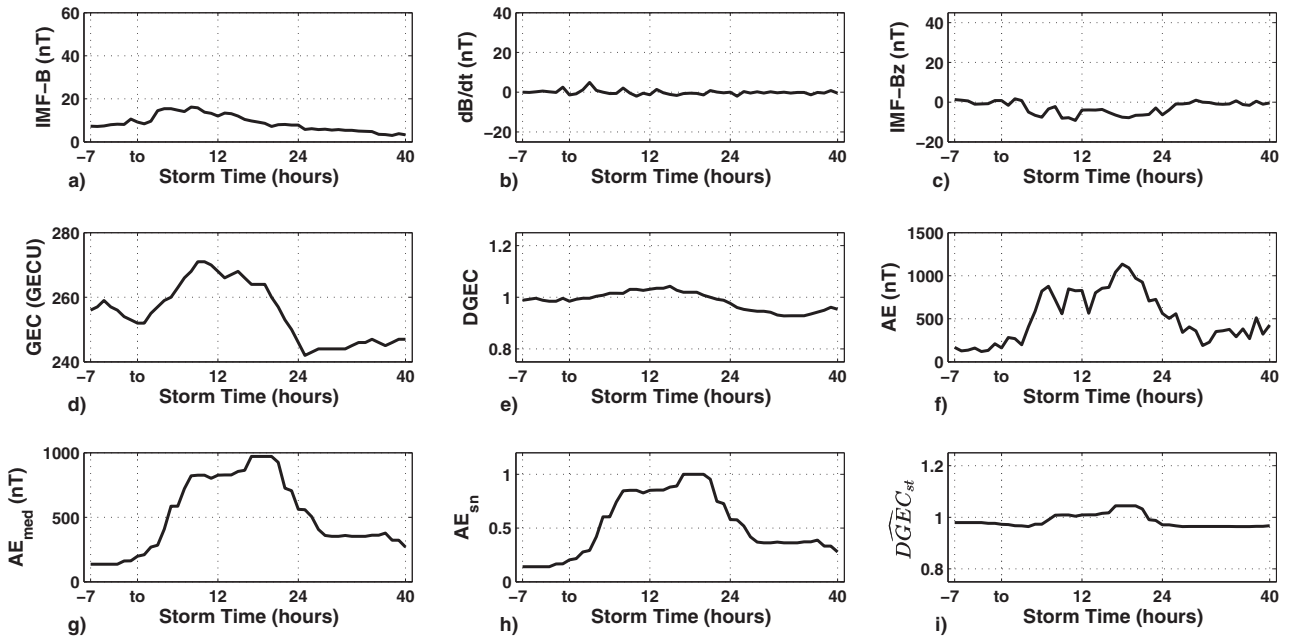 IMF−B (nT)
60
40
20
0
−7 to 12 24 40
Storm Time (hours)
a)
dB/dt (nT)
40
20
0
−20
−7 to 12 24 40
Storm Time (hours)
b)
IMF−Bz (nT)
40
20
0
−20
−7 to 12 24 40
Storm Time (hours)
c)
GEC (GECU)
280
260
240
−7 to 12 24 40
Storm Time (hours)
d)
DGEC
1.2
1
0.8
−7 to 12 24 40
Storm Time (hours)
e)
AE (nT)
1500
1000
500
0
−7 to 12 24 40
Storm Time (hours)
f)
AE_med (nT)
1000
500
0
−7 to 12 24 40
Storm Time (hours)
g)
AE_sn
1
0.5
0
−7 to 12 24 40
Storm Time (hours)
h)
\widehat{DGEC}_{st}
1.2
1
0.8
−7 to 12 24 40
Storm Time (hours)
i)